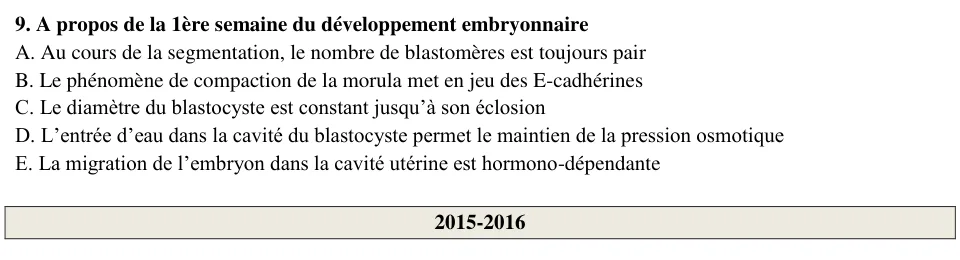 9. A propos de la 1ère semaine du développement embryonnaire
A. Au cours de la segmentation, le nombre de blastomères est toujours pair
B. Le phénomène de compaction de la morula met en jeu des E-cadhérines
C. Le diamètre du blastocyste est constant jusqu'à son éclosion
D. L'entrée d'eau dans la cavité du blastocyste permet le maintien de la pression osmotique
E. La migration de l'embryon dans la cavité utérine est hormono-dépendante
2015-2016